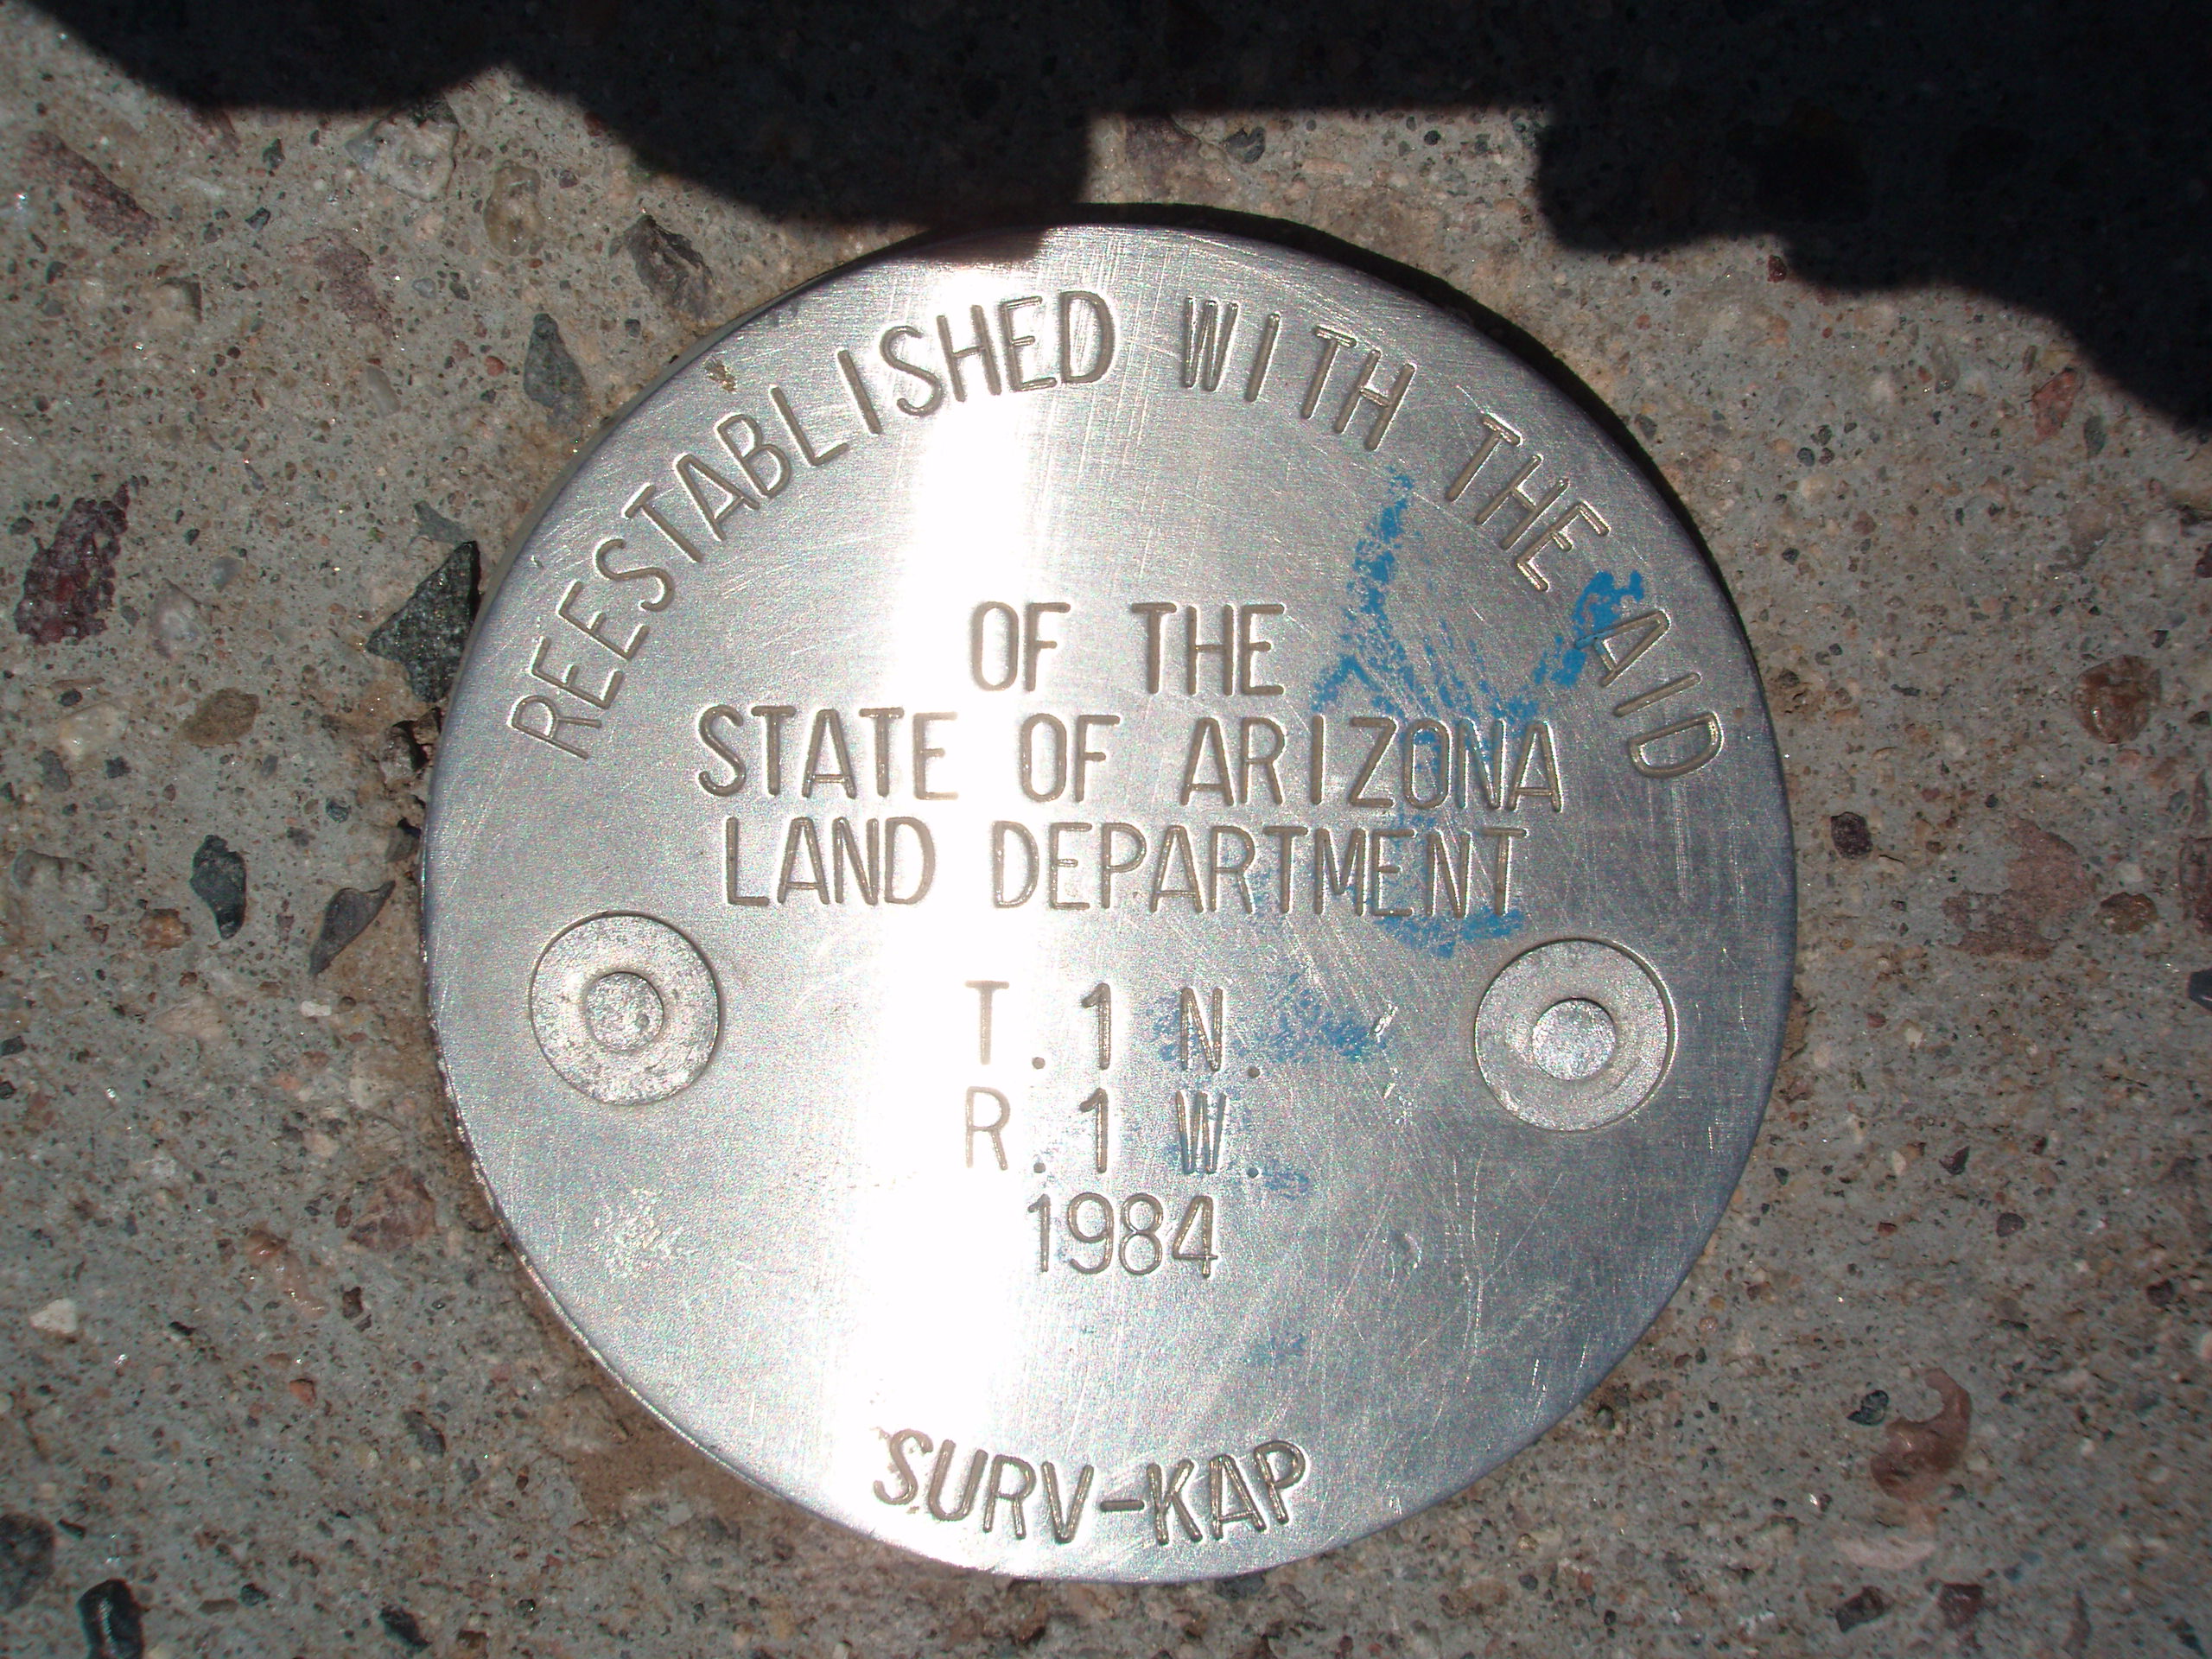 REESTABLISHED WITH THE AID
OF THE
STATE OF ARIZONA
LAND DEPARTMENT
T. 1 N.
R. 1 W.
1984
SURV-KAP